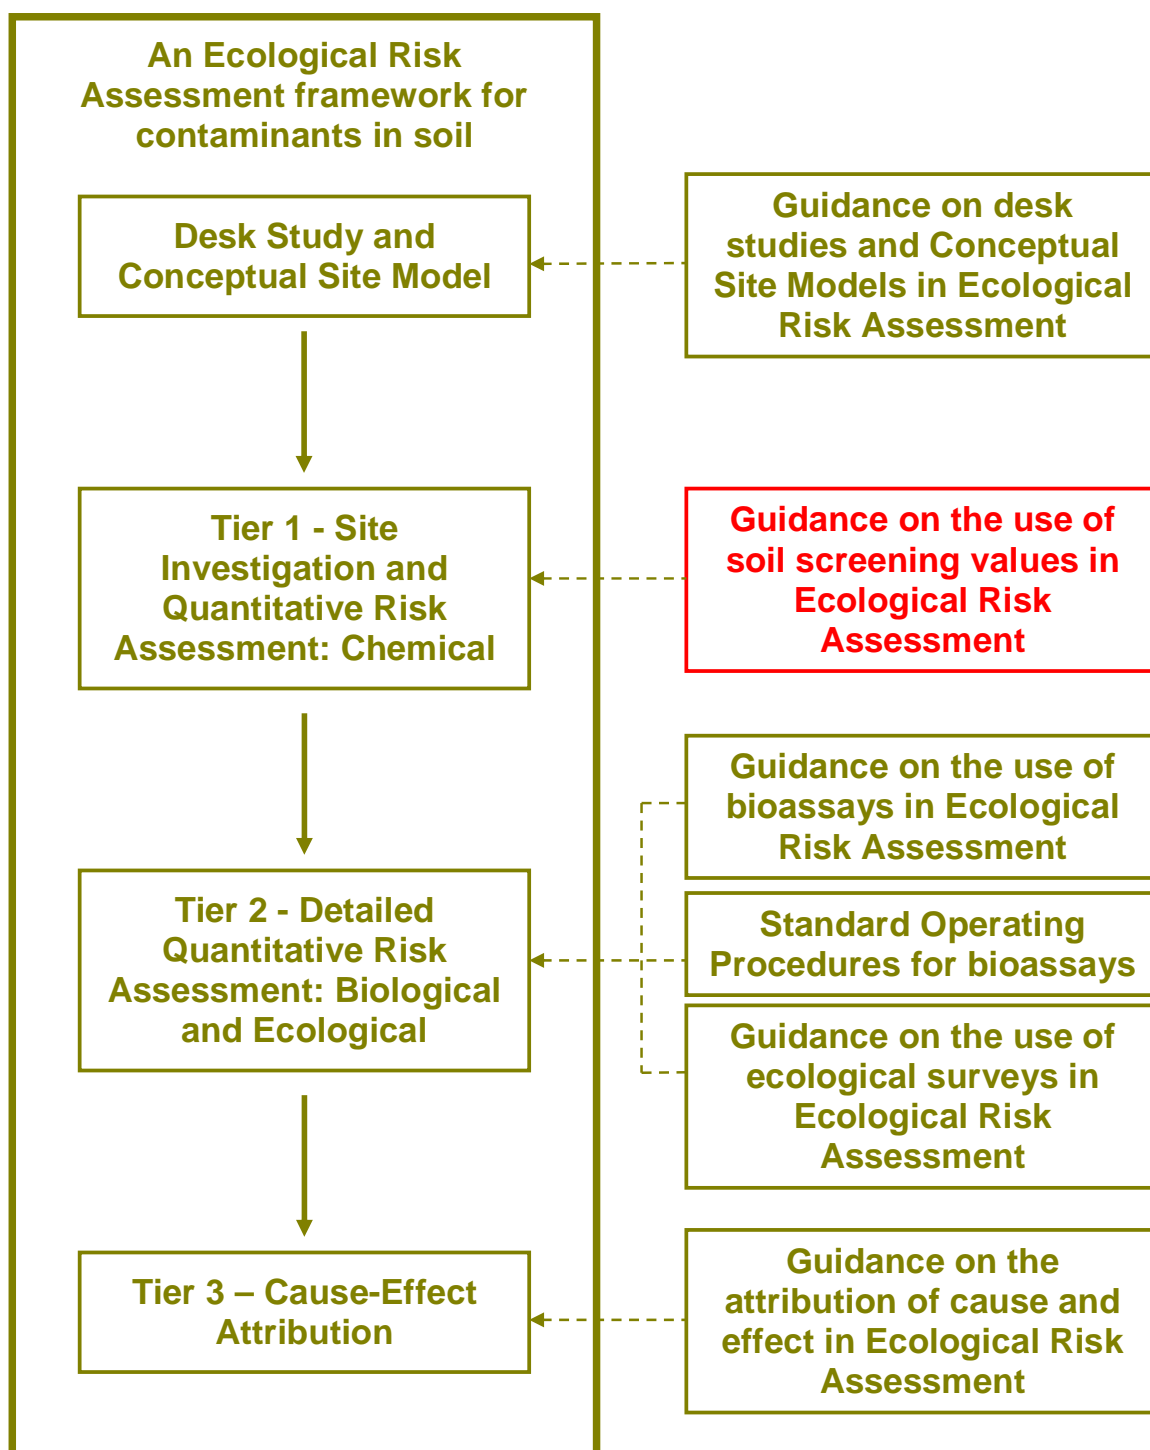 An Ecological Risk
Assessment framework for
contaminants in soil
Desk Study and
Conceptual Site Model
Guidance on desk
studies and Conceptual
Site Models in Ecological
Risk Assessment
Tier 1 - Site
Investigation and
Quantitative Risk
Assessment: Chemical
Guidance on the use of
soil screening values in
Ecological Risk
Assessment
Tier 2 - Detailed
Quantitative Risk
Assessment: Biological
and Ecological
Guidance on the use of
bioassays in Ecological
Risk Assessment
Standard Operating
Procedures for bioassays
Guidance on the use of
ecological surveys in
Ecological Risk
Assessment
Tier 3 – Cause-Effect
Attribution
Guidance on the
attribution of cause and
effect in Ecological Risk
Assessment